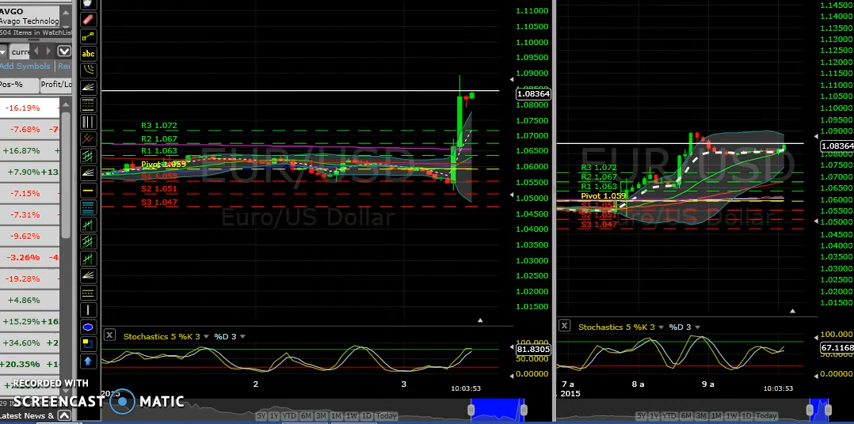 AVGO
Avago Technolog
504 Items in WatchList
curre
Add Symbols
Pos-%
Profit/Lo
-16.19%
-7.68%
+16.87%
+7.90%
-7.15%
-7.31%
-9.62%
-3.26%
-19.28%
+4.86%
+15.29%
+34.60%
+20.35%
Latest News &
abc
EUR/USD
Euro/US Dollar
R3 1.072
R2 1.067
R1 1.063
Pivot 1.059
S1 1.055
S2 1.051
S3 1.047
1.11000
1.10000
1.09500
1.09000
1.08500
1.08364
1.08000
1.07000
1.06500
1.06000
1.05500
1.05000
1.04500
1.04000
1.03500
1.03000
1.02500
1.02000
1.01500
X Stochastics 5 %K 3 %D 3
100.000
81.8305
50.0000
0.0000
2
3
10:03:53
2015
5Y 1Y YTD 6M 3M 1M 1W 1D Today
EUR/USD
Euro/US Dollar
R3 1.072
R2 1.067
R1 1.063
Pivot 1.059
S2 1.051
S3 1.047
1.14500
1.14000
1.13500
1.13000
1.12500
1.12000
1.11500
1.11000
1.10500
1.10000
1.09500
1.09000
1.08364
1.08000
1.07500
1.07000
1.06500
1.06000
1.05500
1.05000
1.04500
1.04000
1.03500
1.03000
1.02500
1.02000
1.01500
X Stochastics 5 %K 3 %D 3
100.000
67.1168
50.0000
0.0000
7 a
8 a
9 a
10:03:53
2015
5Y 1Y YTD 6M 3M 1M 1W 1D Today
RECORDED WITH
SCREENCAST MATIC